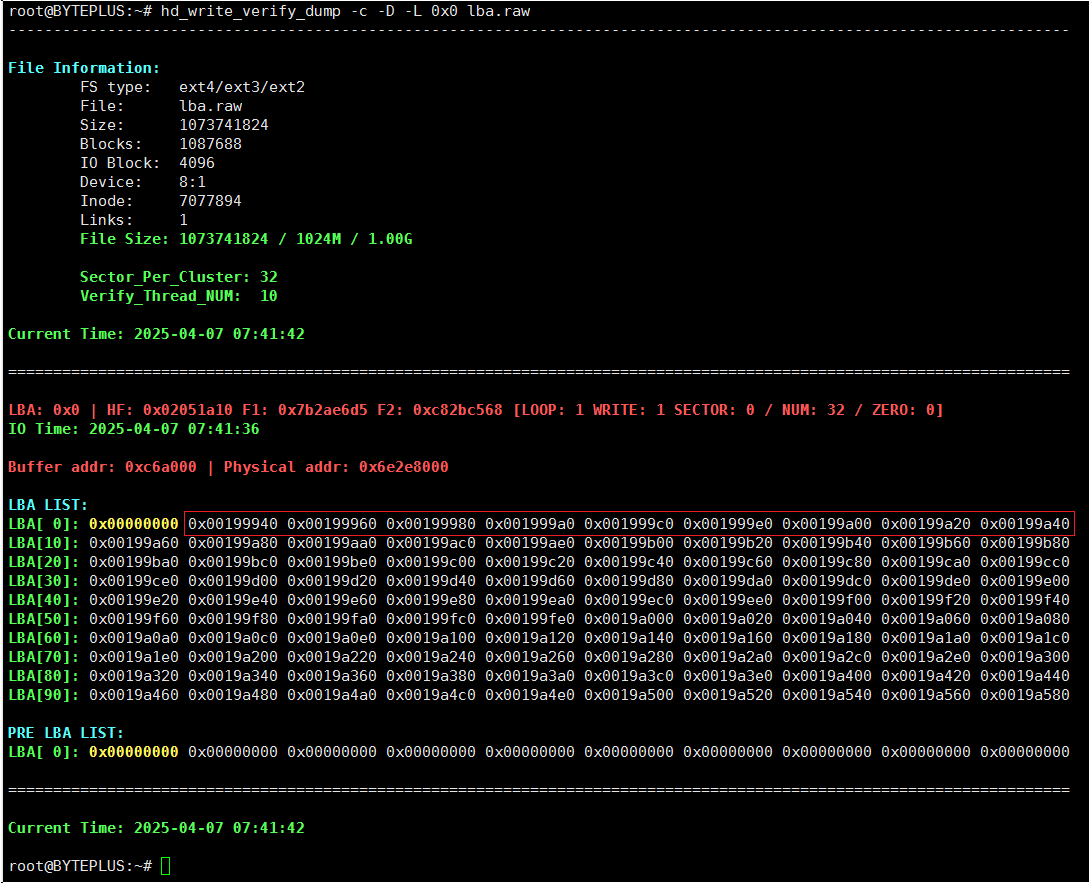 root@BYTEPLUS:~# hd_write_verify_dump -c -D -L 0x0 lba.raw
----------------------------------------------------------------------------------------------------------------------
File Information:
FS type: ext4/ext3/ext2
File: lba.raw
Size: 1073741824
Blocks: 1087688
IO Block: 4096
Device: 8:1
Inode: 7077894
Links: 1
File Size: 1073741824 / 1024M / 1.00G
Sector_Per_Cluster: 32
Verify_Thread_NUM: 10
Current Time: 2025-04-07 07:41:42
======================================================================================================================
LBA: 0x0 | HF: 0x02051a10 F1: 0x7b2ae6d5 F2: 0xc82bc568 [LOOP: 1 WRITE: 1 SECTOR: 0 / NUM: 32 / ZERO: 0]
IO Time: 2025-04-07 07:41:36
Buffer addr: 0xc6a000 | Physical addr: 0x6e2e8000
LBA LIST:
LBA[ 0]: 0x00000000 0x00199940 0x00199960 0x00199980 0x001999a0 0x001999c0 0x001999e0 0x00199a00 0x00199a20 0x00199a40
LBA[10]: 0x00199a60 0x00199a80 0x00199aa0 0x00199ac0 0x00199ae0 0x00199b00 0x00199b20 0x00199b40 0x00199b60 0x00199b80
LBA[20]: 0x00199ba0 0x00199bc0 0x00199be0 0x00199c00 0x00199c20 0x00199c40 0x00199c60 0x00199c80 0x00199ca0 0x00199cc0
LBA[30]: 0x00199ce0 0x00199d00 0x00199d20 0x00199d40 0x00199d60 0x00199d80 0x00199da0 0x00199dc0 0x00199de0 0x00199e00
LBA[40]: 0x00199e20 0x00199e40 0x00199e60 0x00199e80 0x00199ea0 0x00199ec0 0x00199ee0 0x00199f00 0x00199f20 0x00199f40
LBA[50]: 0x00199f60 0x00199f80 0x00199fa0 0x00199fc0 0x00199fe0 0x0019a000 0x0019a020 0x0019a040 0x0019a060 0x0019a080
LBA[60]: 0x0019a0a0 0x0019a0c0 0x0019a0e0 0x0019a100 0x0019a120 0x0019a140 0x0019a160 0x0019a180 0x0019a1a0 0x0019a1c0
LBA[70]: 0x0019a1e0 0x0019a200 0x0019a220 0x0019a240 0x0019a260 0x0019a280 0x0019a2a0 0x0019a2c0 0x0019a2e0 0x0019a300
LBA[80]: 0x0019a320 0x0019a340 0x0019a360 0x0019a380 0x0019a3a0 0x0019a3c0 0x0019a3e0 0x0019a400 0x0019a420 0x0019a440
LBA[90]: 0x0019a460 0x0019a480 0x0019a4a0 0x0019a4c0 0x0019a4e0 0x0019a500 0x0019a520 0x0019a540 0x0019a560 0x0019a580
PRE LBA LIST:
LBA[ 0]: 0x00000000 0x00000000 0x00000000 0x00000000 0x00000000 0x00000000 0x00000000 0x00000000 0x00000000 0x00000000
======================================================================================================================
Current Time: 2025-04-07 07:41:42
root@BYTEPLUS:~#